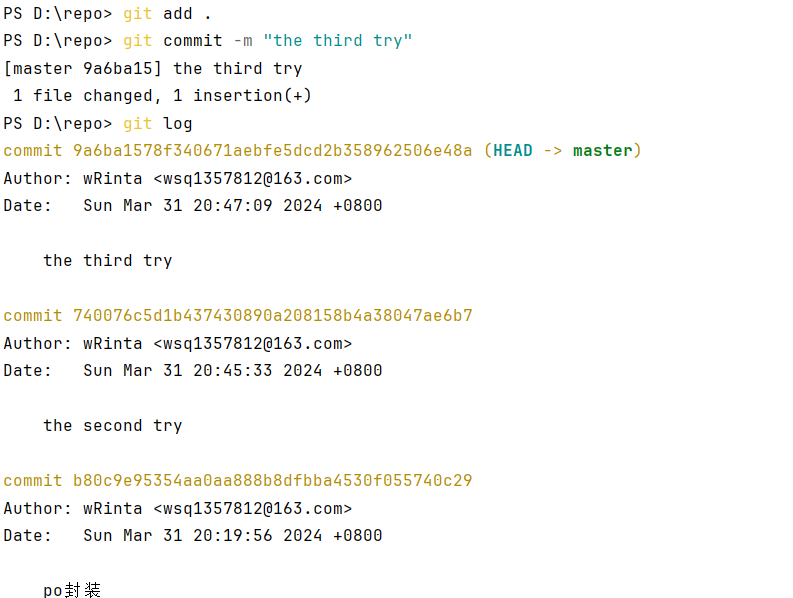 PS D:\repo> git add .
PS D:\repo> git commit -m "the third try"
[master 9a6ba15] the third try
 1 file changed, 1 insertion(+)
PS D:\repo> git log
commit 9a6ba1578f340671aebfe5dcd2b358962506e48a (HEAD -> master)
Author: wRinta <wsq1357812@163.com>
Date:   Sun Mar 31 20:47:09 2024 +0800
    the third try
commit 740076c5d1b437430890a208158b4a38047ae6b7
Author: wRinta <wsq1357812@163.com>
Date:   Sun Mar 31 20:45:33 2024 +0800
    the second try
commit b80c9e95354aa0aa888b8dfbba4530f055740c29
Author: wRinta <wsq1357812@163.com>
Date:   Sun Mar 31 20:19:56 2024 +0800
    po封装